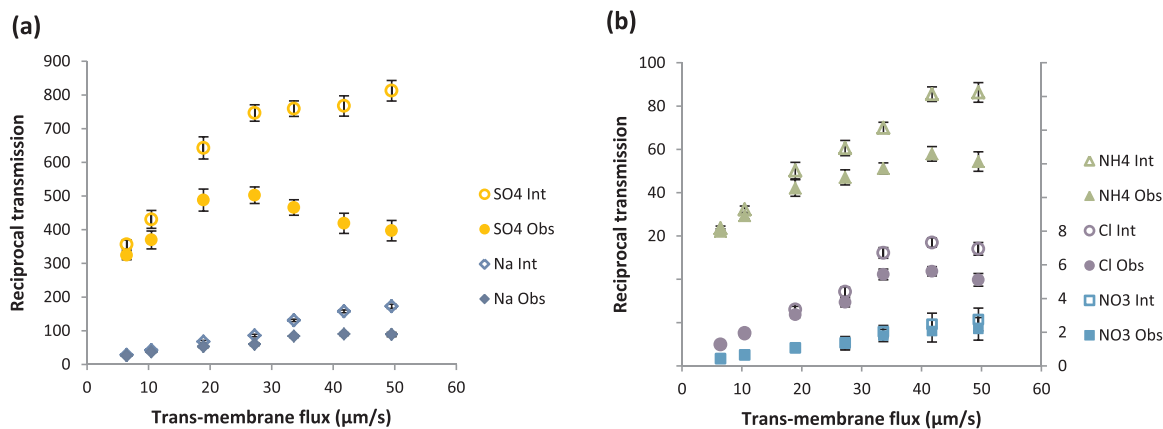 (a)
Reciprocal transmission
900
800
700
600
500
400
300
200
100
0
0 10 20 30 40 50 60
Trans-membrane flux (µm/s)
SO4 Int
SO4 Obs
Na Int
Na Obs
(b)
Reciprocal transmission
100
80
60
40
20
8
6
4
2
0
0 10 20 30 40 50 60
Trans-membrane flux (µm/s)
NH4 Int
NH4 Obs
Cl Int
Cl Obs
NO3 Int
NO3 Obs